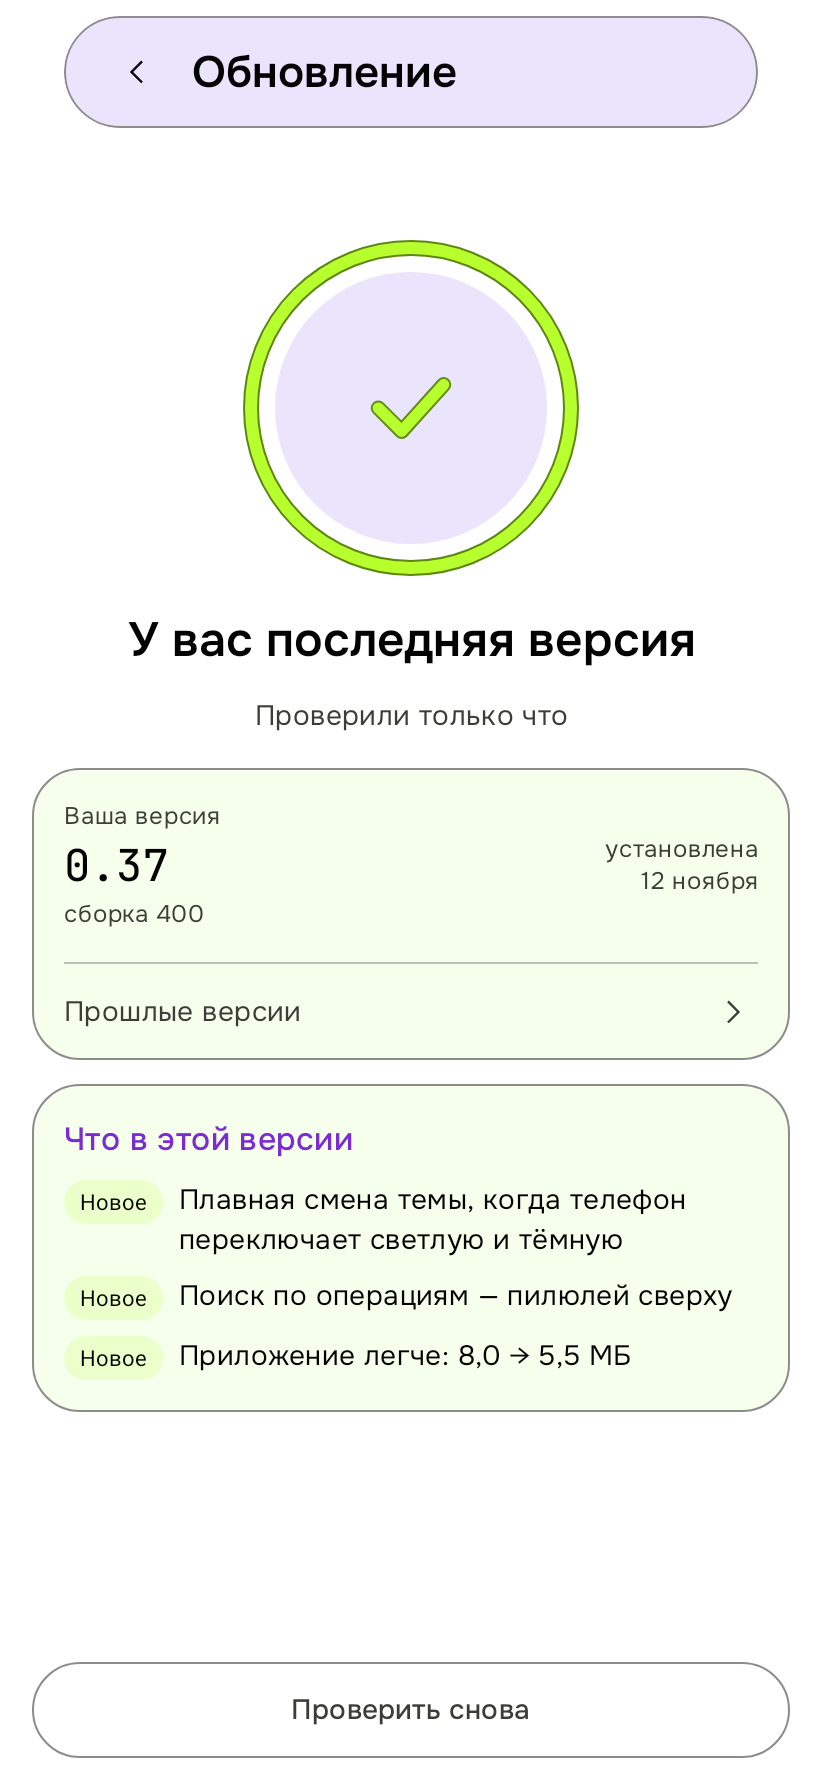 Обновление
У вас последняя версия
Проверили только что
Ваша версия
0.37
сборка 400
установлена
12 ноября
Прошлые версии
Что в этой версии
Новое Плавная смена темы, когда телефон
переключает светлую и тёмную
Новое Поиск по операциям — пилюлей сверху
Новое Приложение легче: 8,0 → 5,5 МБ
Проверить снова